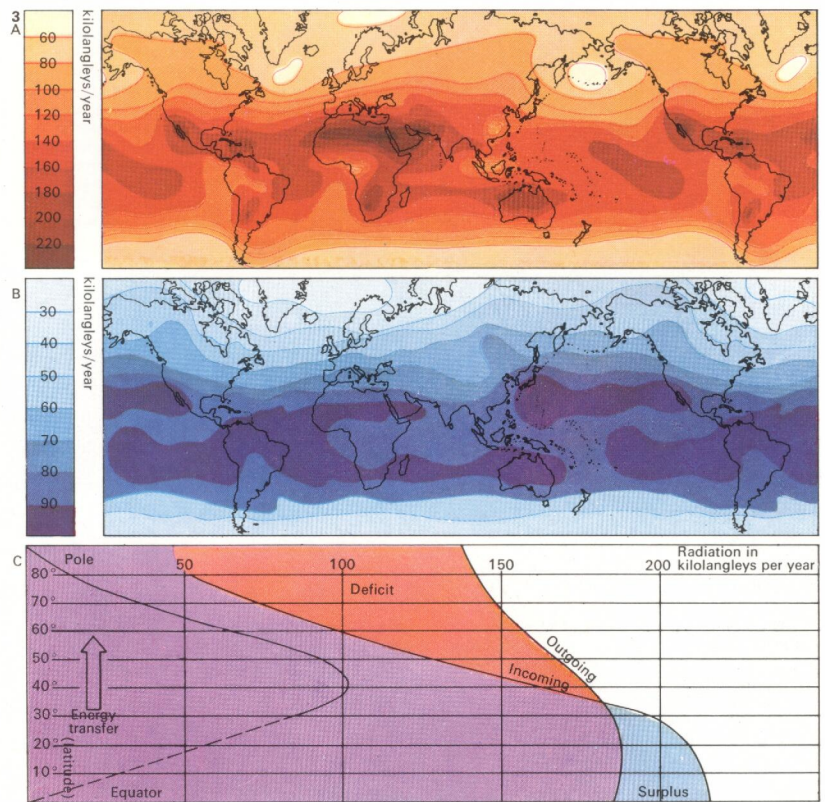 3
A
kilolangleys/year
60
80
100
120
140
160
180
200
220
B
kilolangleys/year
30
40
50
60
70
80
90
C
Pole
50
100
150
200
Radiation in
kilolangleys per year
80°
70°
60°
50°
40°
30°
20°
10°
Deficit
Outgoing
Incoming
Energy
transfer
(latitude)
Equator
Surplus